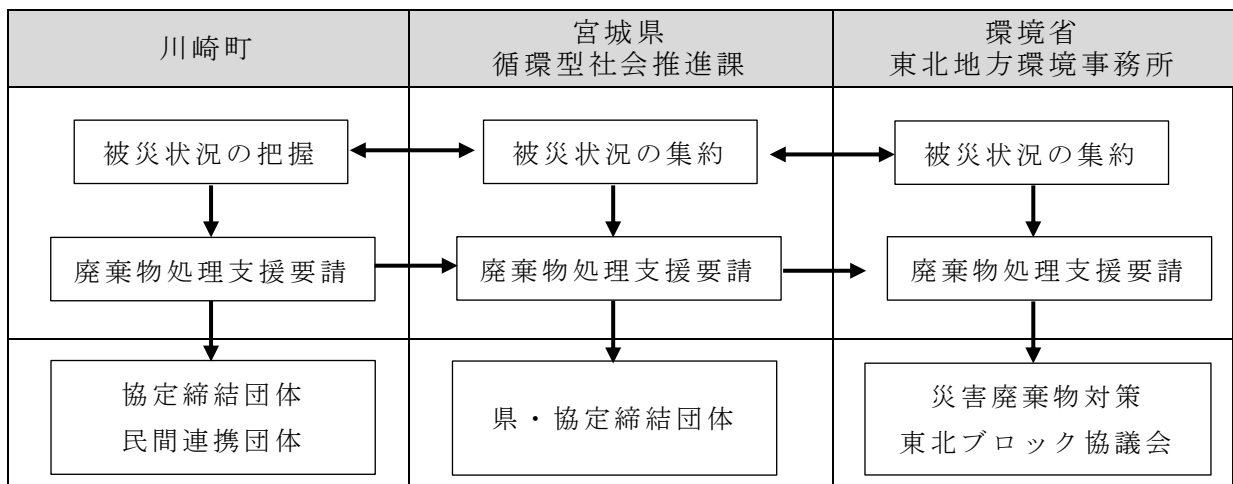 川崎町
宮城県
循環型社会推進課
環境省
東北地方環境事務所
被災状況の把握
被災状況の集約
被災状況の集約
廃棄物処理支援要請
廃棄物処理支援要請
廃棄物処理支援要請
協定締結団体
民間連携団体
県・協定締結団体
災害廃棄物対策
東北ブロック協議会